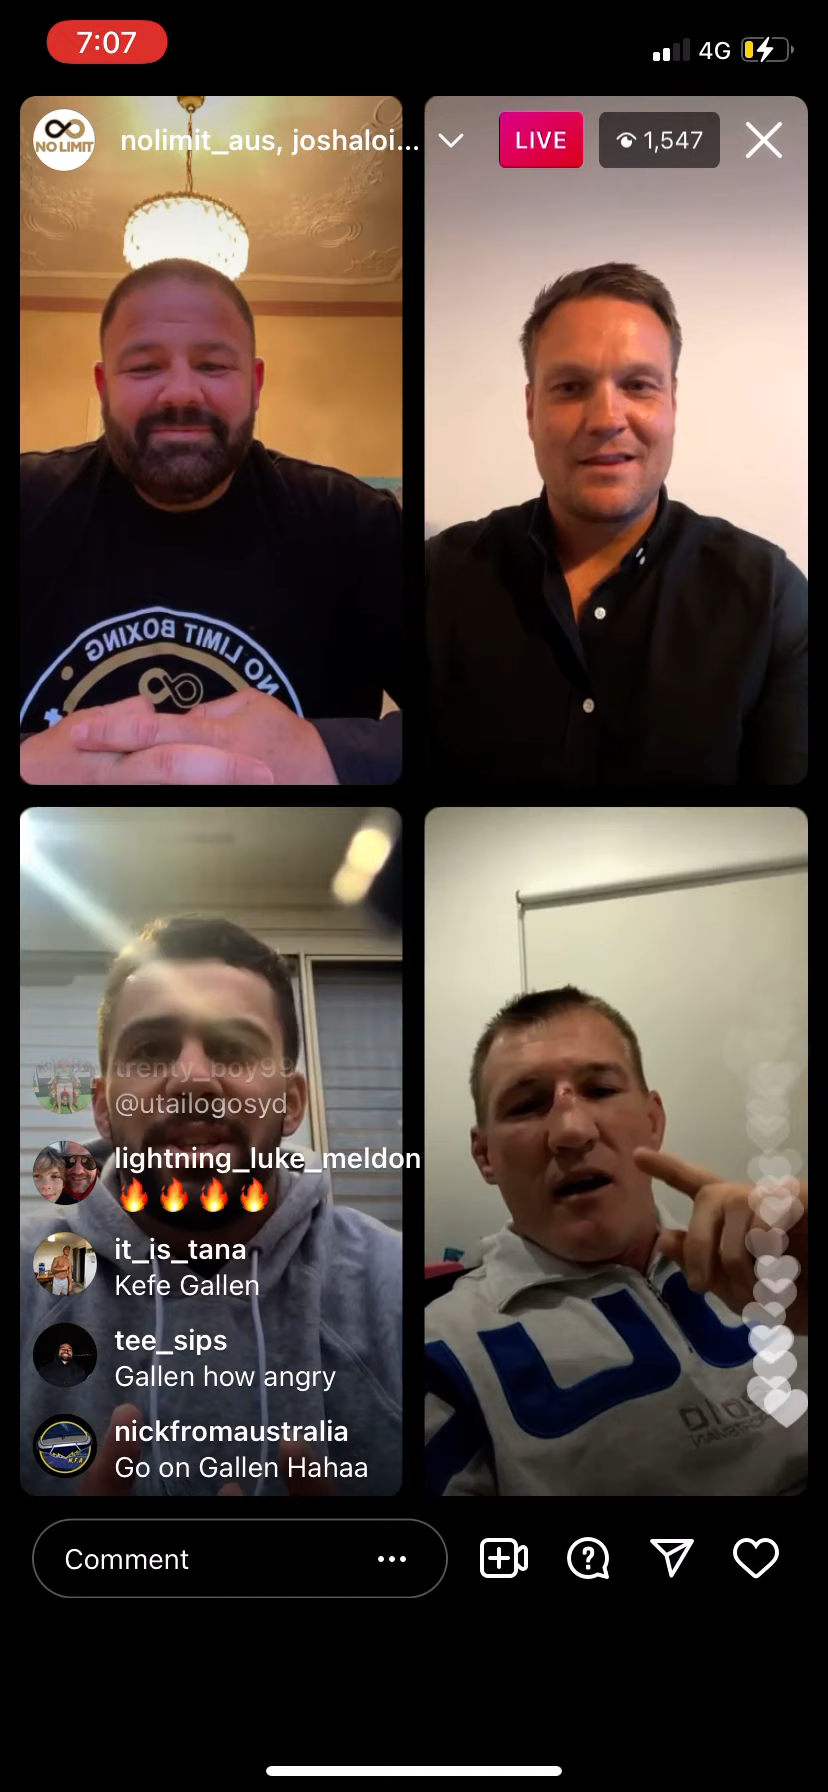 7:07
4G
NO LIMIT
nolimit_aus, joshaloi...
LIVE
1,547
NO LIMIT BOXING
trenty_boy99
@utailogosyd
lightning_luke_meldon
🔥🔥🔥🔥
it_is_tana
Kefe Gallen
tee_sips
Gallen how angry
nickfromaustralia
Go on Gallen Hahaa
Comment